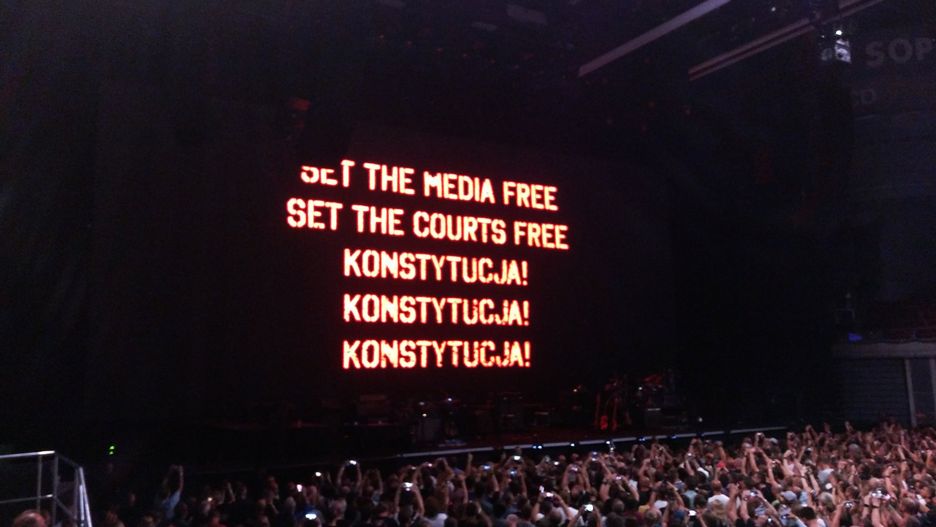 SET THE MEDIA FREE
SET THE COURTS FREE
KONSTYTUCJA!
KONSTYTUCJA!
KONSTYTUCJA!